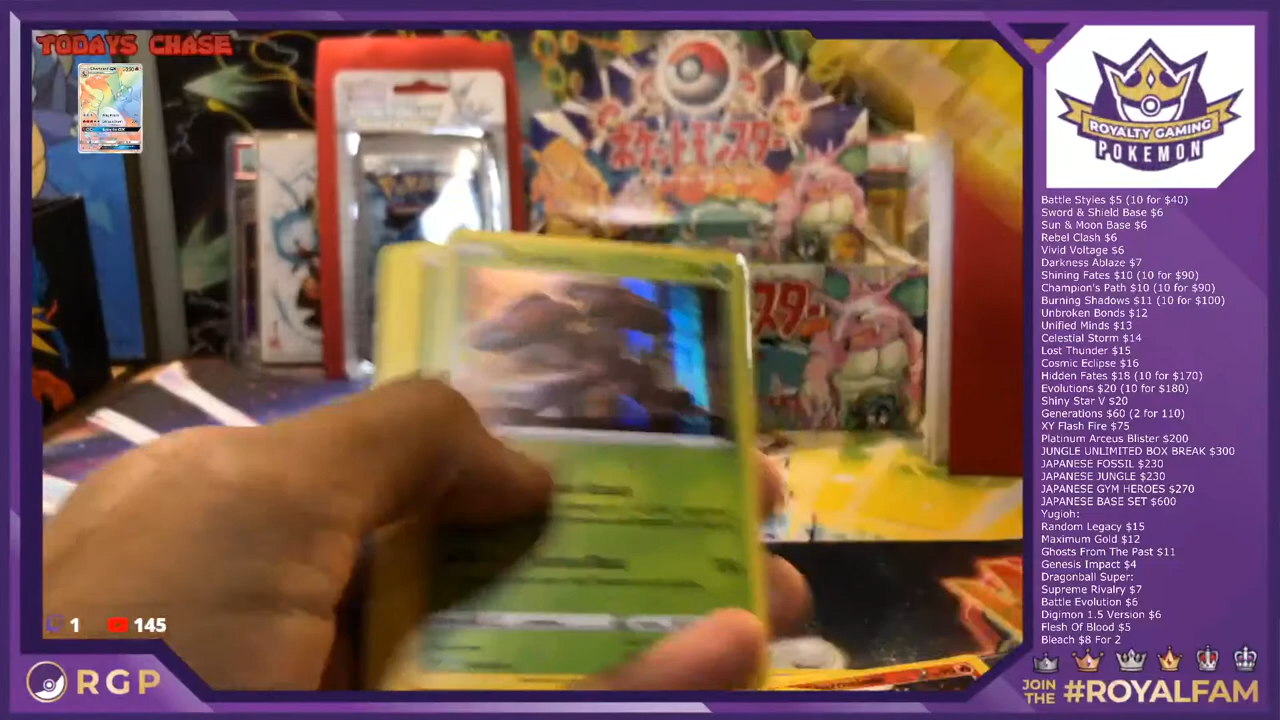 TODAYS CHASE
ポケットモンスター
ROYALTY GAMING
POKEMON
Battle Styles $5 (10 for $40)
Sword & Shield Base $6
Sun & Moon Base $6
Rebel Clash $6
Vivid Voltage $6
Darkness Ablaze $7
Shining Fates $10 (10 for $90)
Champion's Path $10 (10 for $90)
Burning Shadows $11 (10 for $100)
Unbroken Bonds $12
Unified Minds $13
Celestial Storm $14
Lost Thunder $15
Cosmic Eclipse $16
Hidden Fates $18 (10 for $170)
Evolutions $20 (10 for $180)
Shiny Star V $20
Generations $60 (2 for 110)
XY Flash Fire $75
Platinum Arceus Blister $200
JUNGLE UNLIMITED BOX BREAK $300
JAPANESE FOSSIL $230
JAPANESE JUNGLE $230
JAPANESE GYM HEROES $270
JAPANESE BASE SET $600
Yugioh:
Random Legacy $15
Maximum Gold $12
Ghosts From The Past $11
Genesis Impact $4
Dragonball Super:
Supreme Rivalry $7
Battle Evolution $6
Digimon 1.5 Version $6
Flesh Of Blood $5
Bleach $8 For 2
1 145
RGP
JOIN THE #ROYALFAM